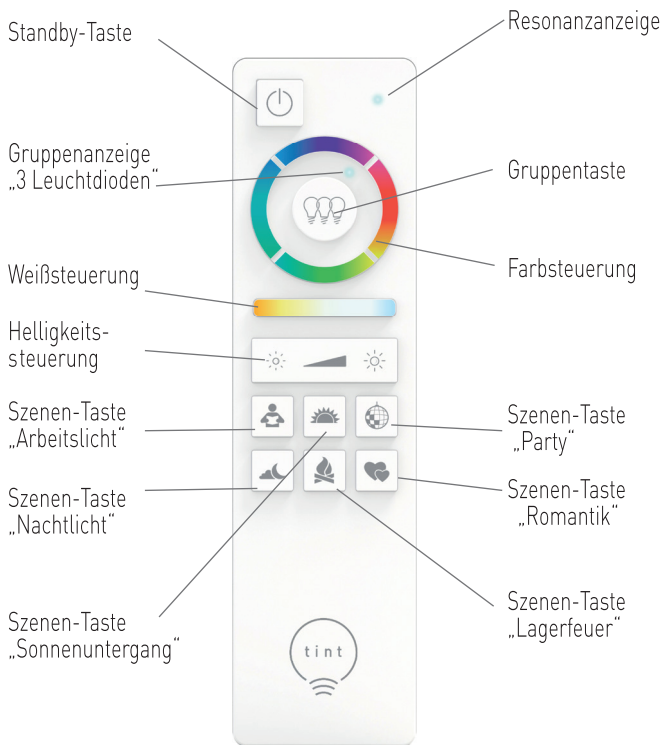 Standby-Taste
Resonanzanzeige
Gruppenanzeige
„3 Leuchtdioden“
Gruppentaste
Weißsteuerung
Farbsteuerung
Helligkeits-
steuerung
Szenen-Taste
„Arbeitslicht“
Szenen-Taste
„Party“
Szenen-Taste
„Nachtlicht“
Szenen-Taste
„Romantik“
Szenen-Taste
„Sonnenuntergang“
Szenen-Taste
„Lagerfeuer“
tint